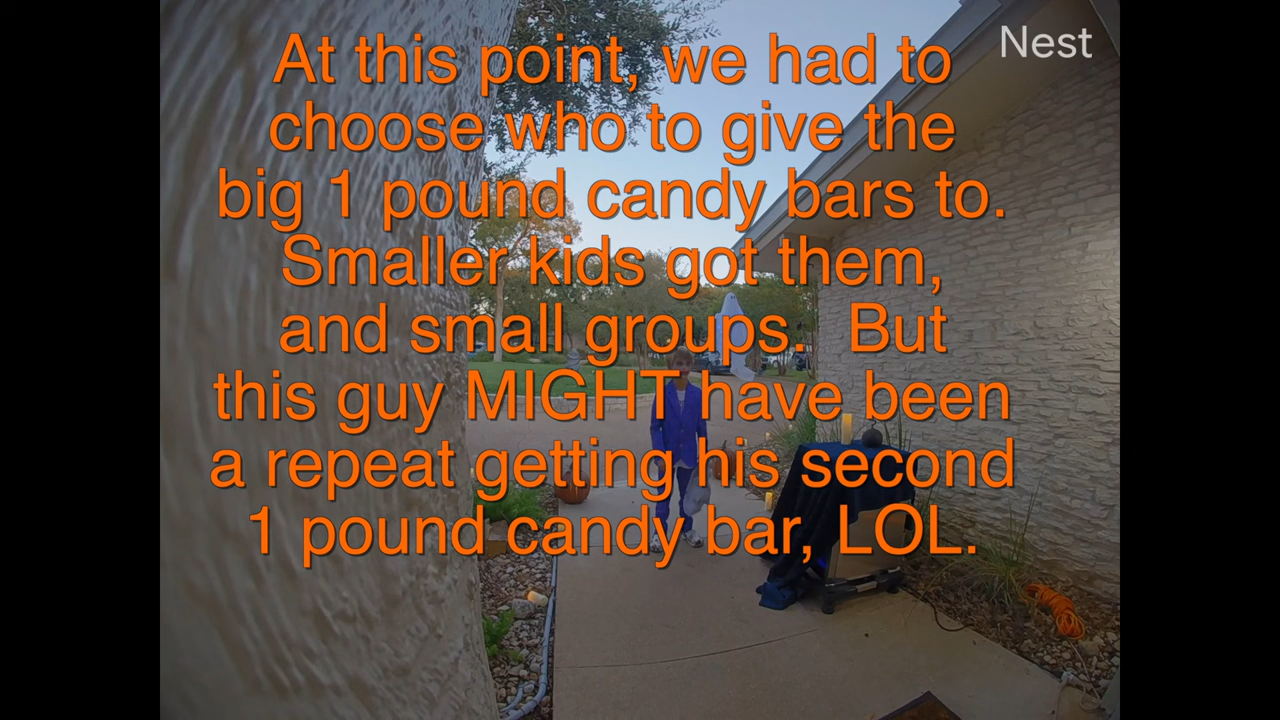 Nest
At this point, we had to
choose who to give the
big 1 pound candy bars to.
Smaller kids got them,
and small groups.  But
this guy MIGHT have been
a repeat getting his second
1 pound candy bar, LOL.